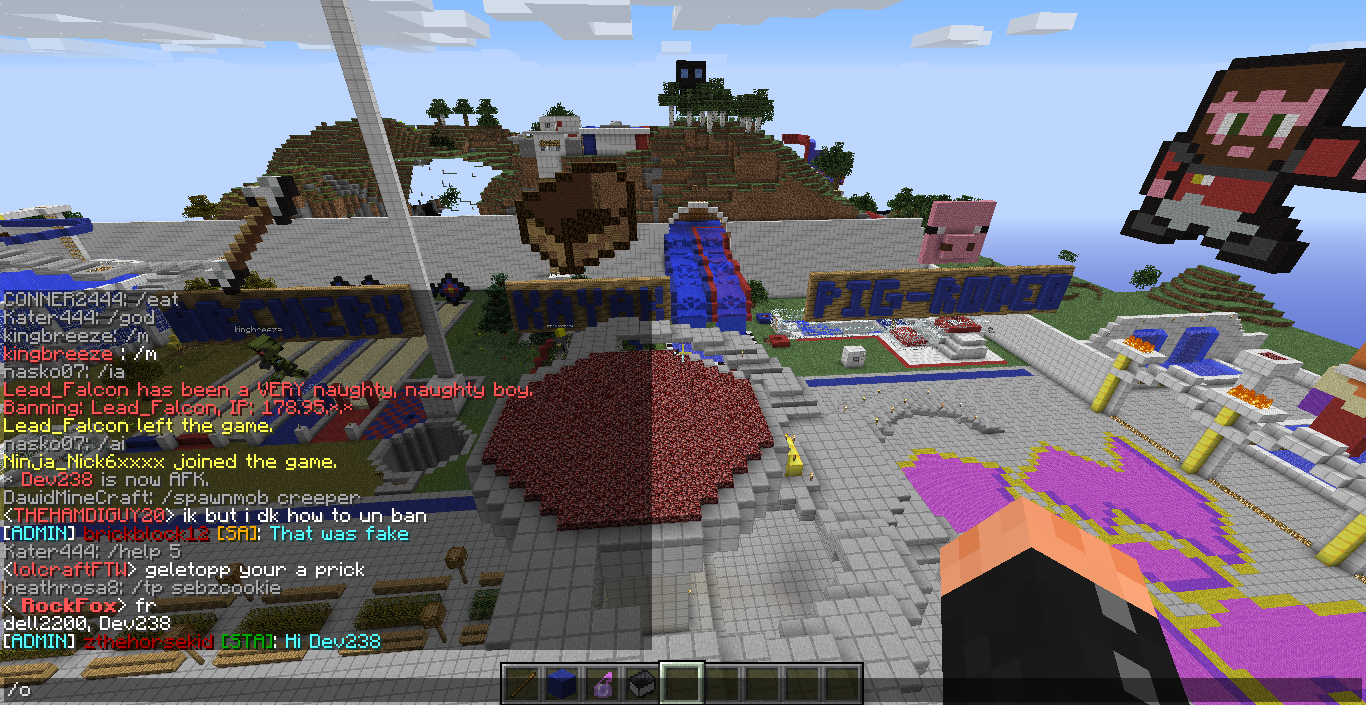 ARCHERY
KAYAK
PIG-RODEO
kingbreeze
CONNER2444: /eat
Kater444: /god
kingbreeze: /m
kingbreeze : /m
nasko07: /ia
Lead_Falcon has been a VERY naughty, naughty boy.
Banning: Lead_Falcon, IP: 178.95.x.x
Lead_Falcon left the game.
nasko07: /ai
Ninja_Nick6xxxx joined the game.
* Dev238 is now AFK.
DawidMineCraft: /spawnmob creeper
<THEHAMDIGUY20> ik but i dk how to un ban
[ADMIN] brickblock12 [SA]: That was fake
Kater444: /help 5
<lolcraftFTW> geletopp your a prick
heathrosa8: /tp sebzcookie
< RockFox> fr
dell2200, Dev238
[ADMIN] zthehorsekid [STA]: Hi Dev238
/o